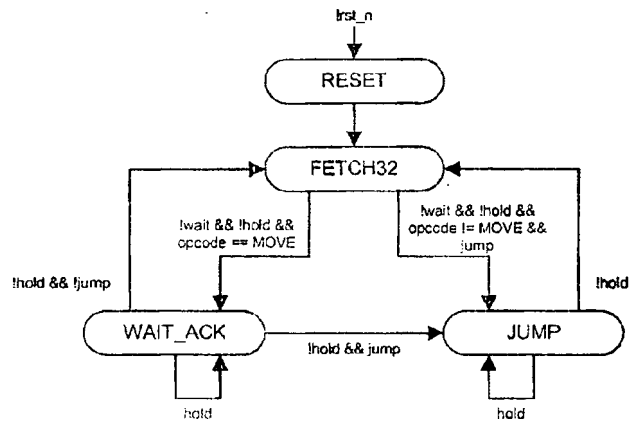 !rst_n
RESET
FETCH32
!wait && !hold &&
opcode == MOVE
!wait && !hold &&
opcode != MOVE &&
jump
!hold && !jump
!hold
WAIT_ACK
!hold && jump
JUMP
hold
hold